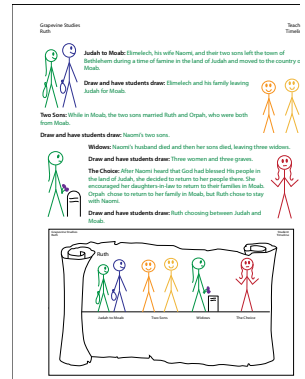 Grapevine Studies
Ruth
Teach
Timeline
Judah to Moab: Elimelech, his wife Naomi, and their two sons left the town of
Bethlehem during a time of famine in the land of Judah and moved to the country o
Moab.
Draw and have students draw: Elimelech and his family leaving
Judah for Moab.
Two Sons: While in Moab, the two sons married Ruth and Orpah, who were both
from Moab.
Draw and have students draw: Naomi's two sons.
Widows: Naomi's husband died and then her sons died, leaving three widows.
Draw and have students draw: Three women and three graves.
The Choice: After Naomi heard that God had blessed His people in
the land of Judah, she decided to return to her people there. She
encouraged her daughters-in-law to return to their families in Moab.
Orpah chose to return to her family in Moab, but Ruth chose to stay
with Naomi.
Draw and have students draw: Ruth choosing between Judah and
Moab.
Grapevine Studies
Ruth
Student
Timeline
Ruth
Judah to Moab
Two Sons
Widows
The Choice